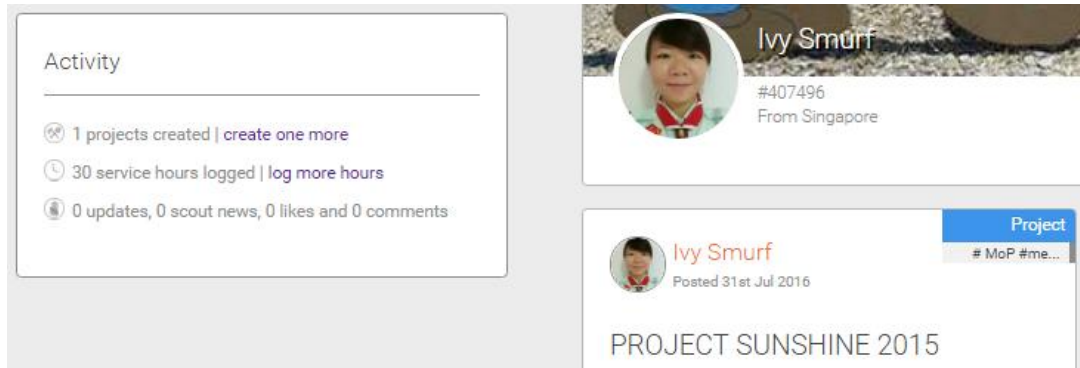 Activity
1 projects created | create one more
30 service hours logged | log more hours
0 updates, 0 scout news, 0 likes and 0 comments
Ivy Smurf
#407496
From Singapore
Project
# MoP #me...
Ivy Smurf
Posted 31st Jul 2016
PROJECT SUNSHINE 2015